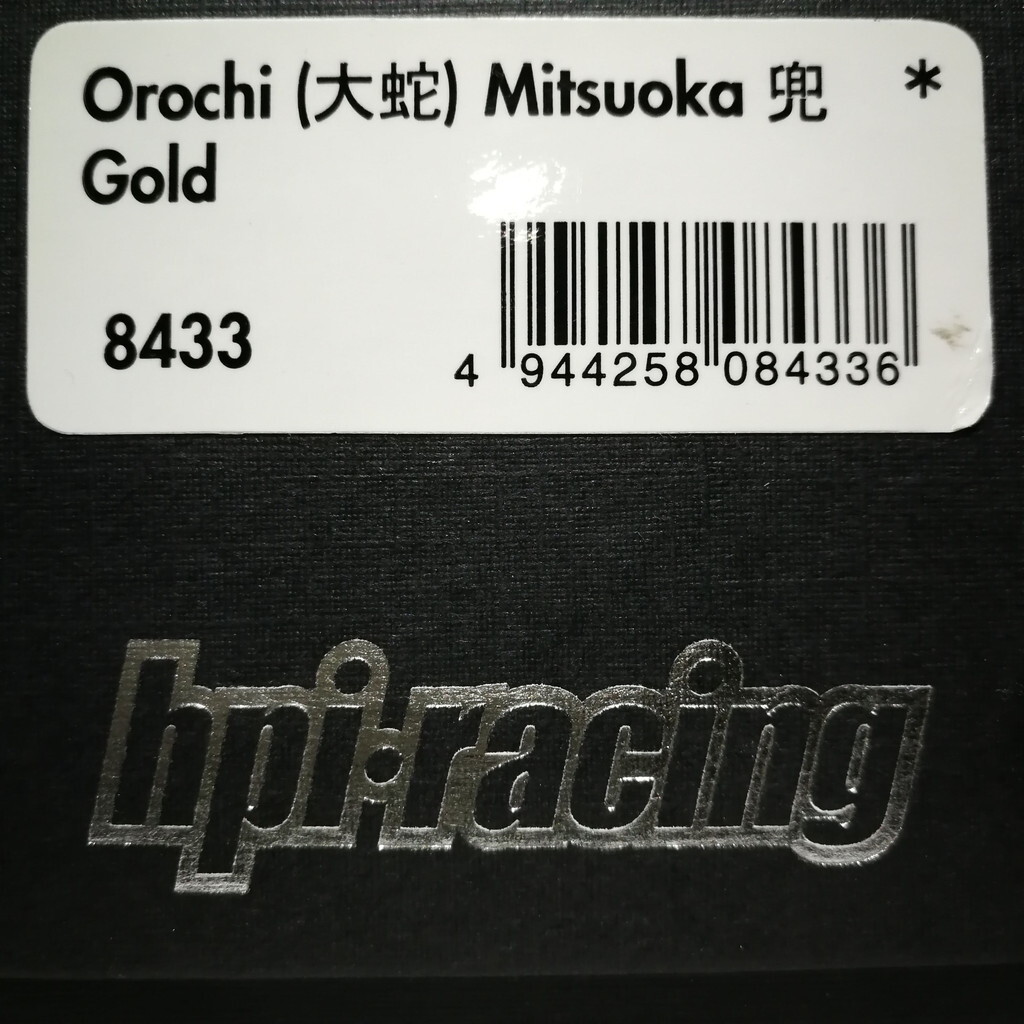 Orochi (大蛇) Mitsuoka 兜 *
Gold
8433
4 944258 084336
hpi·racing